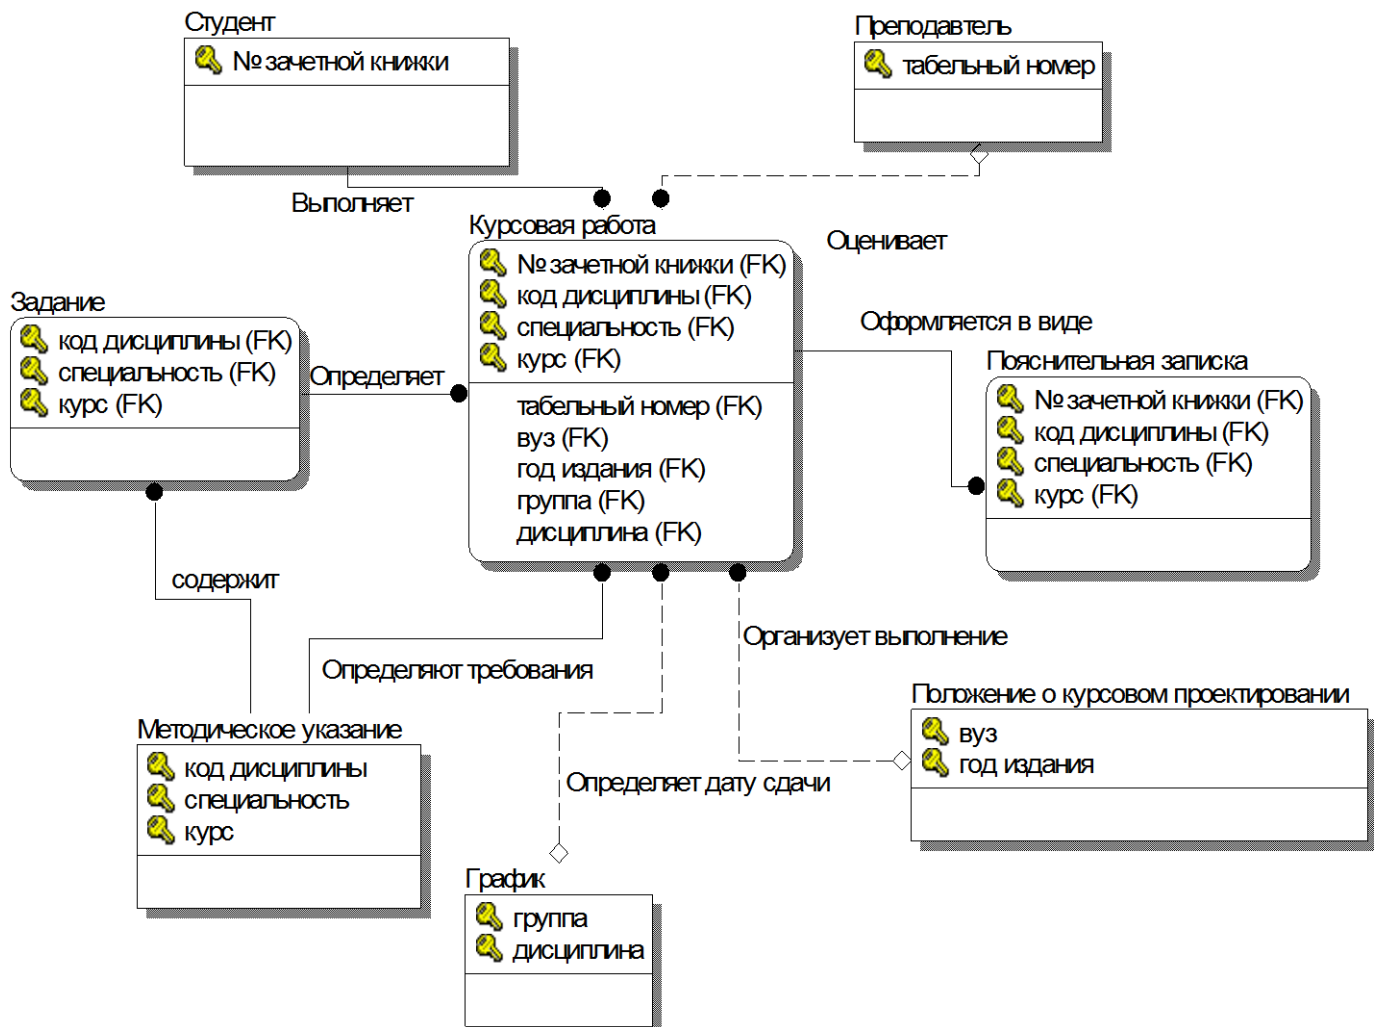 Студент
№ зачетной книжки
Преподавтель
табельный номер
Выполняет
Курсовая работа
№ зачетной книжки (FK)
код дисциплины (FK)
специальность (FK)
курс (FK)
табельный номер (FK)
вуз (FK)
год издания (FK)
группа (FK)
дисциплина (FK)
Оценивает
Задание
код дисциплины (FK)
специальность (FK)
курс (FK)
Определяет
Оформляется в виде
Пояснительная записка
№ зачетной книжки (FK)
код дисциплины (FK)
специальность (FK)
курс (FK)
содержит
Определяют требования
Организует выполнение
Методическое указание
код дисциплины
специальность
курс
Определяет дату сдачи
Положение о курсовом проектировании
вуз
год издания
График
группа
дисциплина